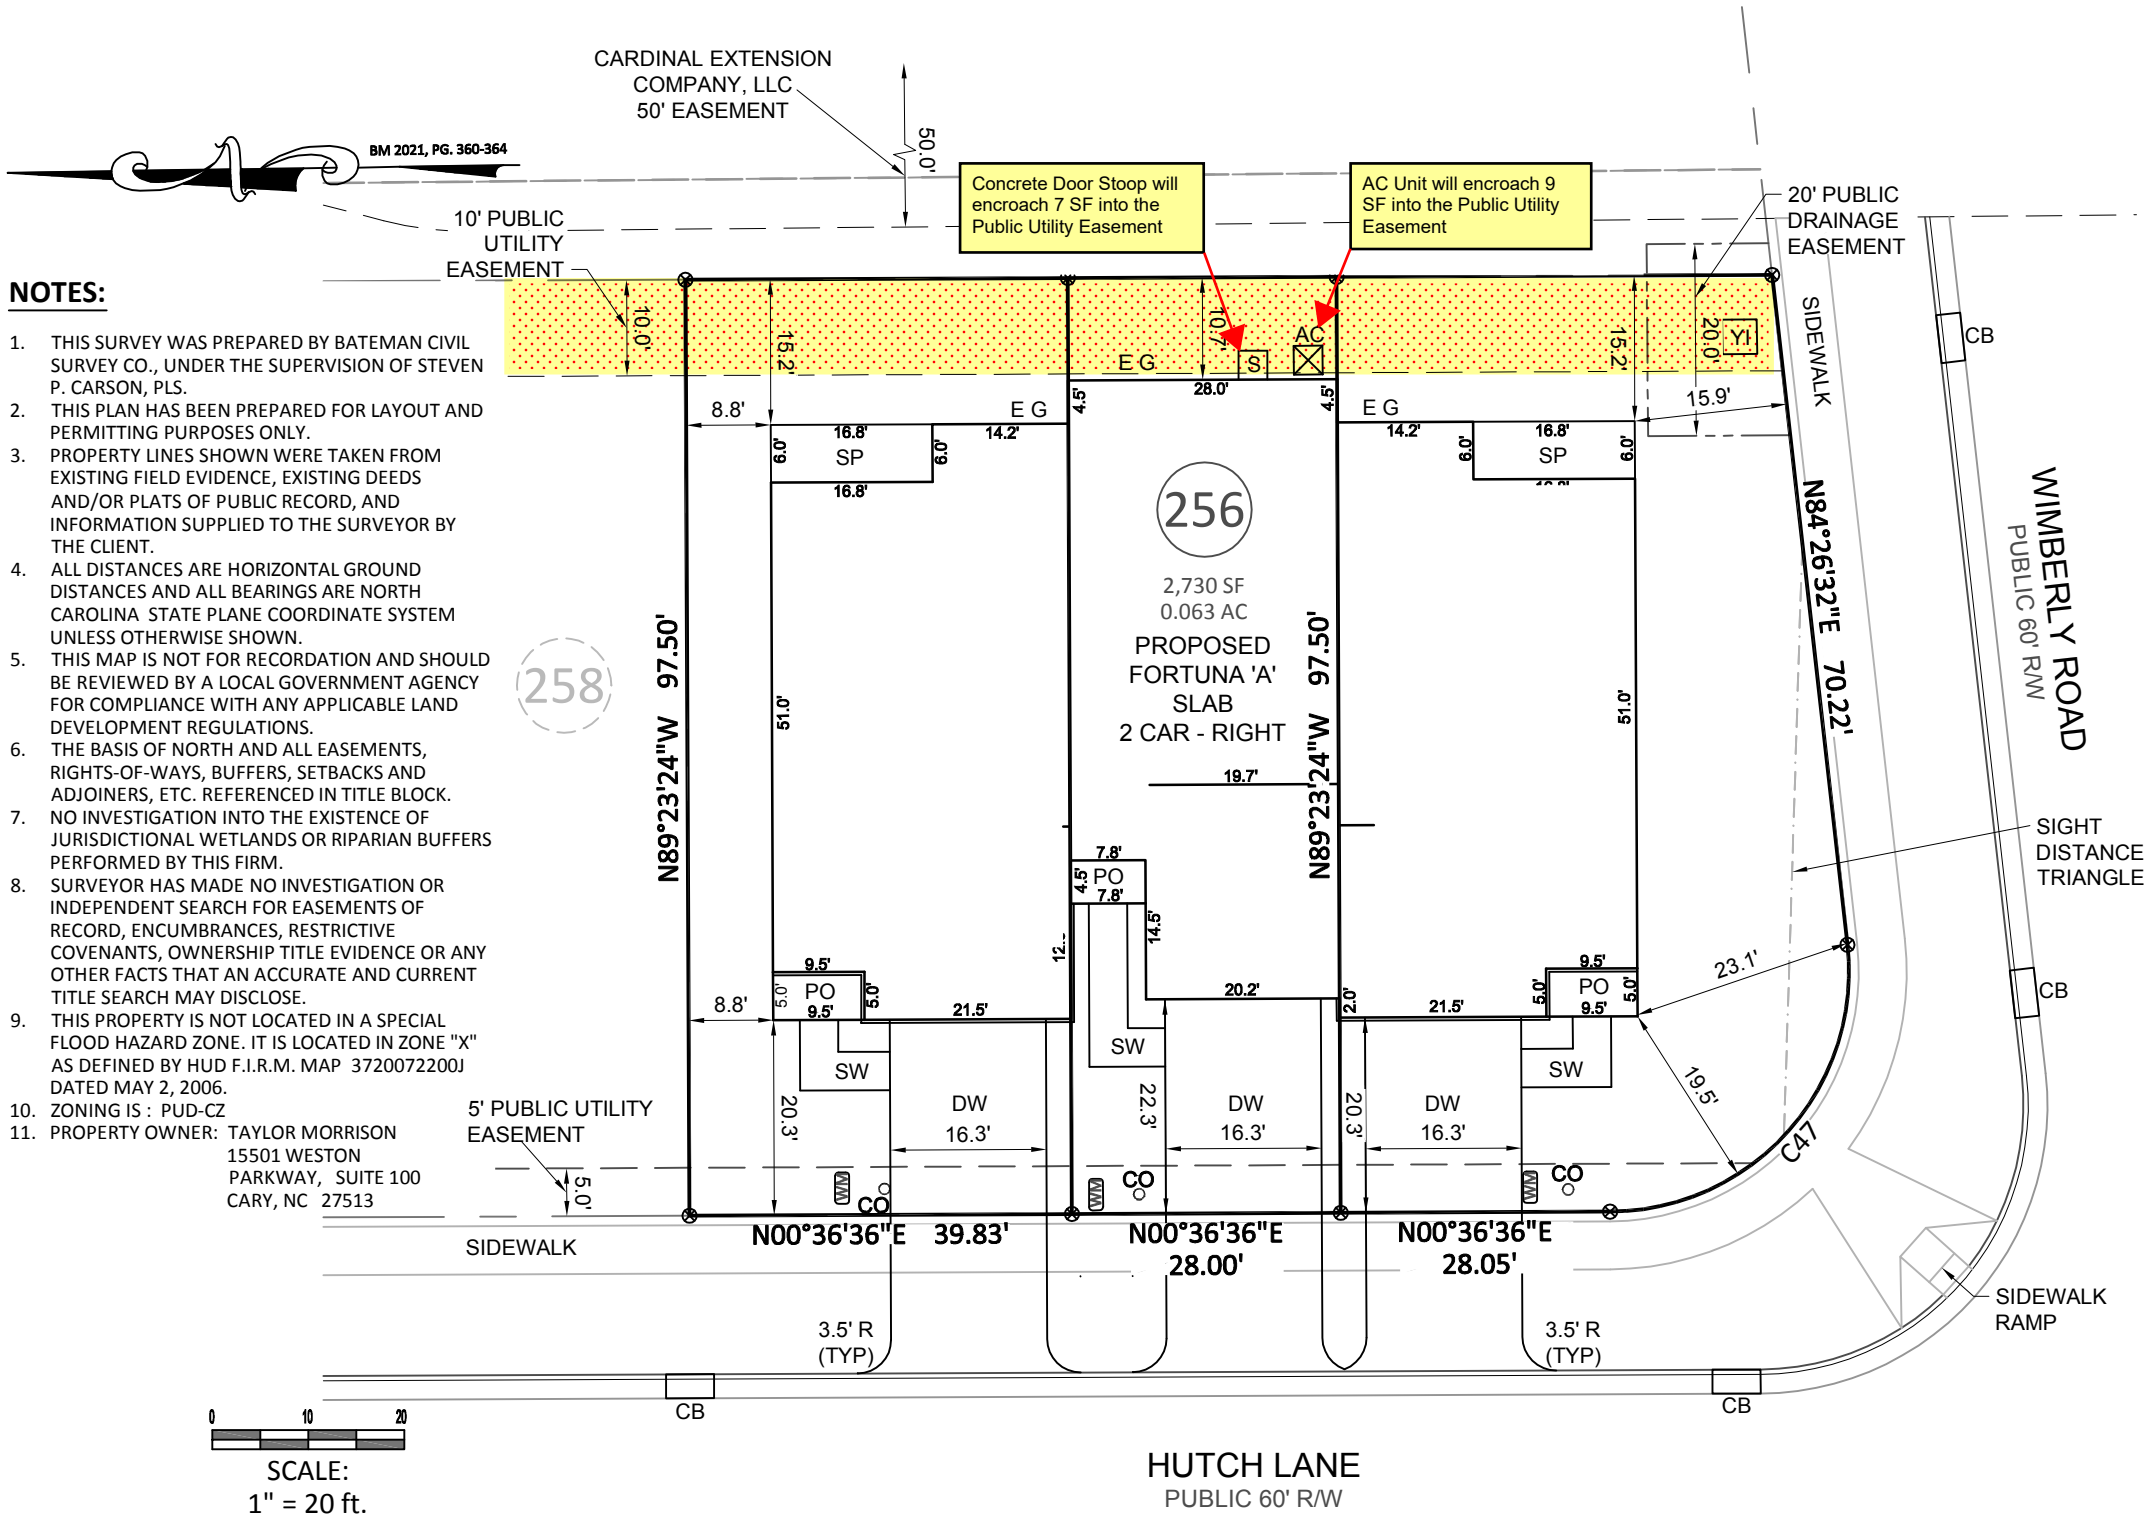 CARDINAL EXTENSION
COMPANY, LLC
50' EASEMENT
50.0'
BM 2021, PG. 360-364
Concrete Door Stoop will
encroach 7 SF into the
Public Utility Easement
AC Unit will encroach 9
SF into the Public Utility
Easement
20' PUBLIC
DRAINAGE
EASEMENT
10' PUBLIC
UTILITY
EASEMENT
NOTES:
1. THIS SURVEY WAS PREPARED BY BATEMAN CIVIL
SURVEY CO., UNDER THE SUPERVISION OF STEVEN
P. CARSON, PLS.
2. THIS PLAN HAS BEEN PREPARED FOR LAYOUT AND
PERMITTING PURPOSES ONLY.
3. PROPERTY LINES SHOWN WERE TAKEN FROM
EXISTING FIELD EVIDENCE, EXISTING DEEDS
AND/OR PLATS OF PUBLIC RECORD, AND
INFORMATION SUPPLIED TO THE SURVEYOR BY
THE CLIENT.
4. ALL DISTANCES ARE HORIZONTAL GROUND
DISTANCES AND ALL BEARINGS ARE NORTH
CAROLINA STATE PLANE COORDINATE SYSTEM
UNLESS OTHERWISE SHOWN.
5. THIS MAP IS NOT FOR RECORDATION AND SHOULD
BE REVIEWED BY A LOCAL GOVERNMENT AGENCY
FOR COMPLIANCE WITH ANY APPLICABLE LAND
DEVELOPMENT REGULATIONS.
6. THE BASIS OF NORTH AND ALL EASEMENTS,
RIGHTS-OF-WAYS, BUFFERS, SETBACKS AND
ADJOINERS, ETC. REFERENCED IN TITLE BLOCK.
7. NO INVESTIGATION INTO THE EXISTENCE OF
JURISDICTIONAL WETLANDS OR RIPARIAN BUFFERS
PERFORMED BY THIS FIRM.
8. SURVEYOR HAS MADE NO INVESTIGATION OR
INDEPENDENT SEARCH FOR EASEMENTS OF
RECORD, ENCUMBRANCES, RESTRICTIVE
COVENANTS, OWNERSHIP TITLE EVIDENCE OR ANY
OTHER FACTS THAT AN ACCURATE AND CURRENT
TITLE SEARCH MAY DISCLOSE.
9. THIS PROPERTY IS NOT LOCATED IN A SPECIAL
FLOOD HAZARD ZONE. IT IS LOCATED IN ZONE "X"
AS DEFINED BY HUD F.I.R.M. MAP 3720072200J
DATED MAY 2, 2006.
10. ZONING IS : PUD-CZ
11. PROPERTY OWNER: TAYLOR MORRISON
15501 WESTON
PARKWAY, SUITE 100
CARY, NC 27513
10.0'
15.2'
10.7'
AC
S
E G
28.0'
15.2'
20.0'
YI
15.9'
SIDEWALK
CB
8.8'
E G
4.5'
4.5'
E G
16.8'
14.2'
6.0'
SP
6.0'
16.8'
14.2'
16.8'
6.0'
SP
6.0'
256
2,730 SF
0.063 AC
PROPOSED
FORTUNA 'A'
SLAB
2 CAR - RIGHT
258
N89°23'24"W 97.50'
51.0'
N89°23'24"W 97.50'
51.0'
N84°26'32"E 70.22'
WIMBERLY ROAD
PUBLIC 60' R/W
19.7'
SIGHT
DISTANCE
TRIANGLE
7.8'
4.5'
PO
7.8'
14.5'
9.5'
5.0'
PO
5.0'
9.5'
8.8'
21.5'
20.2'
2.0'
21.5'
9.5'
5.0'
PO
5.0'
9.5'
23.1'
CB
19.5'
SW
SW
SW
20.3'
DW
16.3'
22.3'
DW
16.3'
20.3'
DW
16.3'
C47
5' PUBLIC UTILITY
EASEMENT
5.0'
WM
CO
WM
CO
WM
CO
N00°36'36"E 39.83'
N00°36'36"E
28.00'
N00°36'36"E
28.05'
SIDEWALK
SIDEWALK
RAMP
3.5' R
(TYP)
3.5' R
(TYP)
CB
CB
0 10 20
SCALE:
1" = 20 ft.
HUTCH LANE
PUBLIC 60' R/W